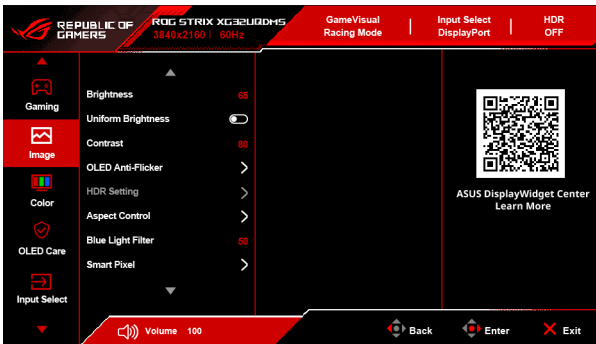 REPUBLIC OF
GAMERS
ROG STRIX XG32UQDMS
3840x2160 | 60Hz
GameVisual
Racing Mode
Input Select
DisplayPort
HDR
OFF
Gaming
Image
Color
OLED Care
Input Select
Brightness 65
Uniform Brightness
Contrast 80
OLED Anti-Flicker
HDR Setting
Aspect Control
Blue Light Filter 50
Smart Pixel
ASUS DisplayWidget Center
Learn More
Volume 100
Back
Enter
Exit